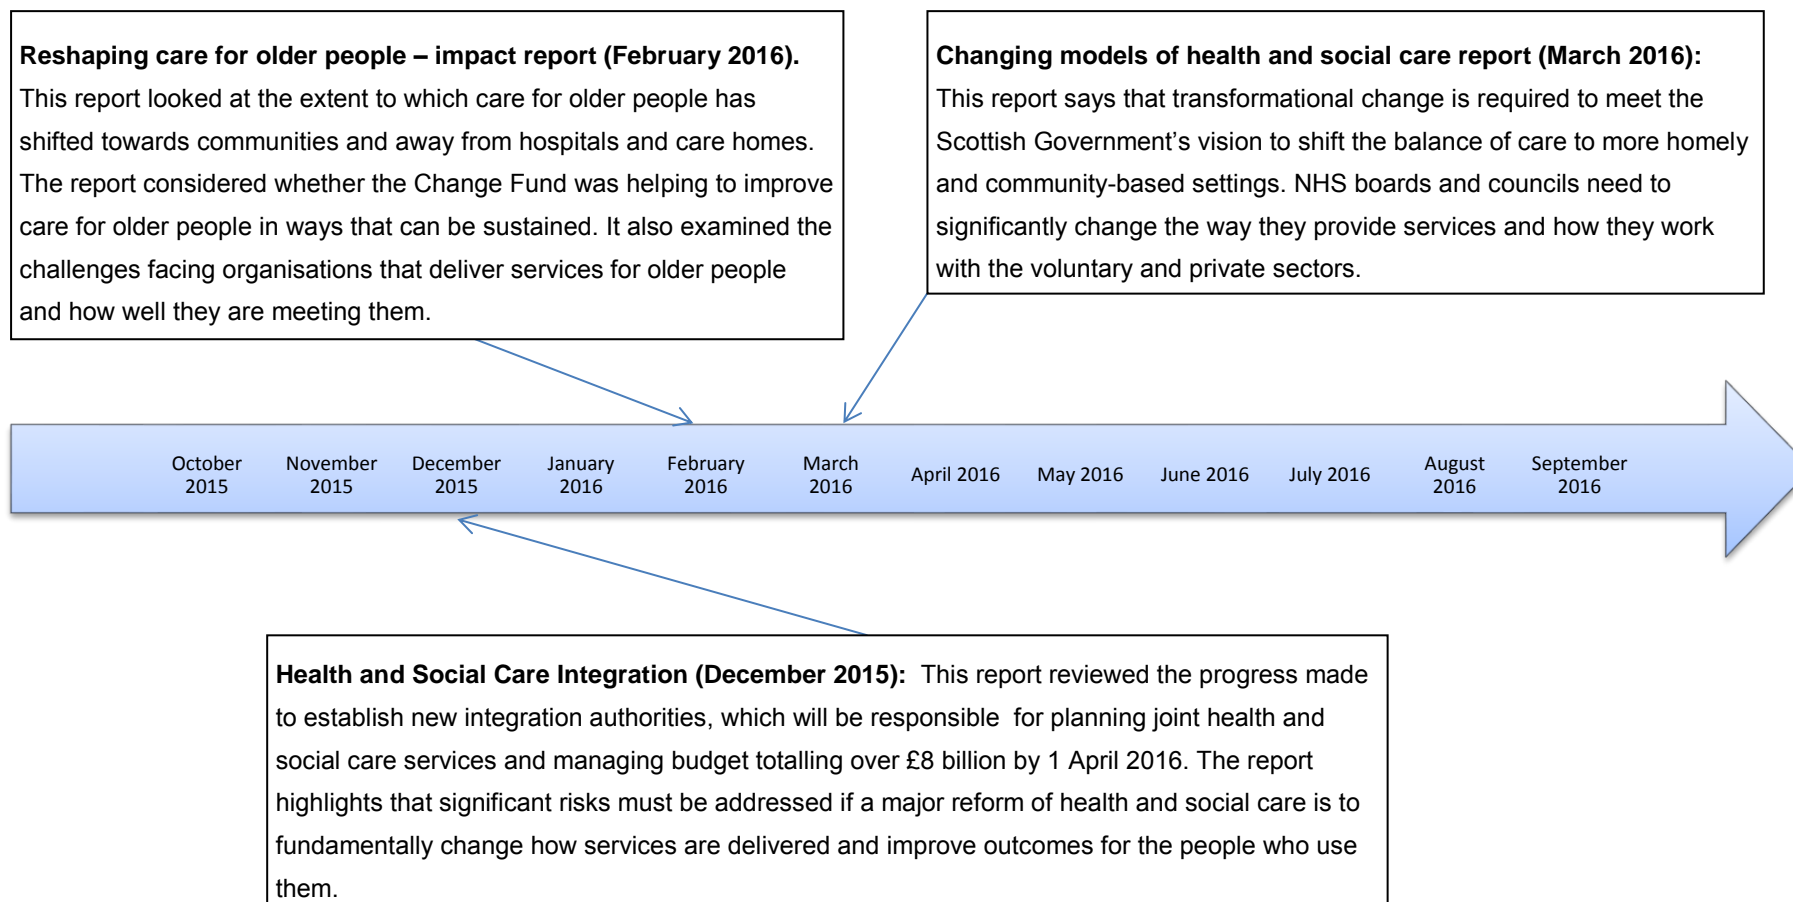 Reshaping care for older people – impact report (February 2016).
This report looked at the extent to which care for older people has
shifted towards communities and away from hospitals and care homes.
The report considered whether the Change Fund was helping to improve
care for older people in ways that can be sustained. It also examined the
challenges facing organisations that deliver services for older people
and how well they are meeting them.
Changing models of health and social care report (March 2016):
This report says that transformational change is required to meet the
Scottish Government’s vision to shift the balance of care to more homely
and community-based settings. NHS boards and councils need to
significantly change the way they provide services and how they work
with the voluntary and private sectors.
October
2015
November
2015
December
2015
January
2016
February
2016
March
2016
April 2016
May 2016
June 2016
July 2016
August
2016
September
2016
Health and Social Care Integration (December 2015):  This report reviewed the progress made
to establish new integration authorities, which will be responsible  for planning joint health and
social care services and managing budget totalling over £8 billion by 1 April 2016. The report
highlights that significant risks must be addressed if a major reform of health and social care is to
fundamentally change how services are delivered and improve outcomes for the people who use
them.